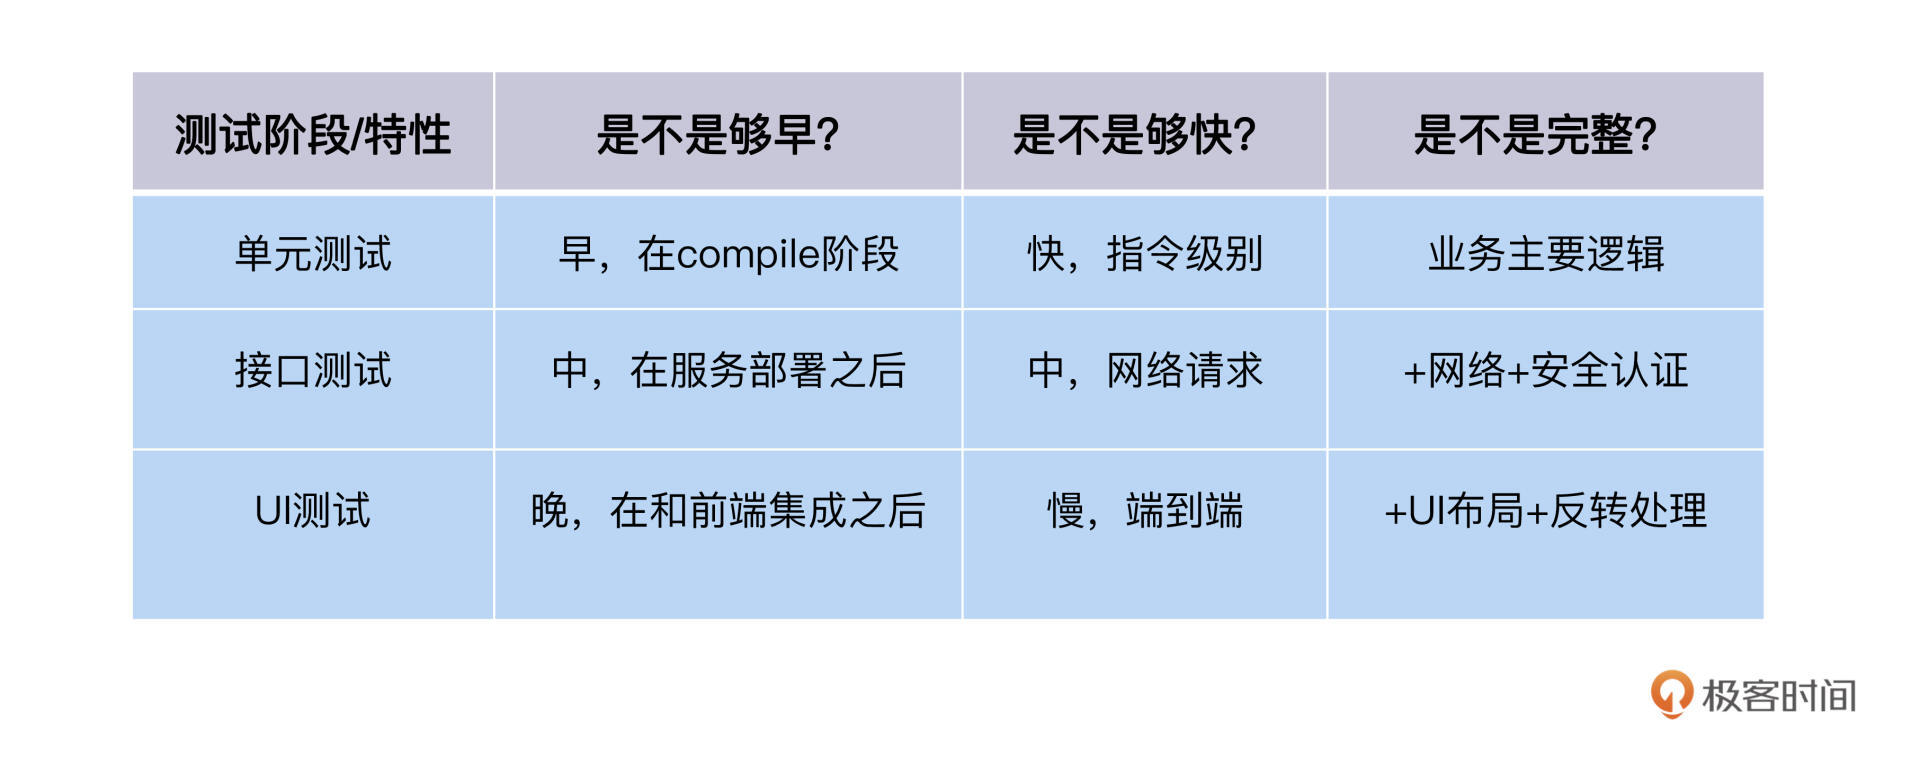 测试阶段/特性 是不是够早? 是不是够快? 是不是完整?
单元测试 早，在compile阶段 快，指令级别 业务主要逻辑
接口测试 中，在服务部署之后 中，网络请求 +网络+安全认证
UI测试 晚，在和前端集成之后 慢，端到端 +UI布局+反转处理
极客时间